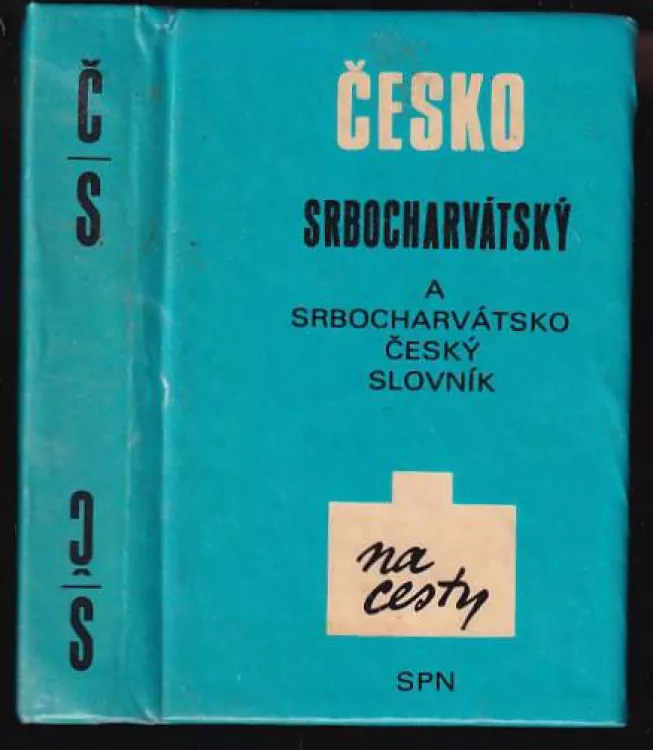 Č
S
Č
S
ČESKO
SRBOCHARVÁTSKÝ
A
SRBOCHARVÁTSKO
ČESKÝ
SLOVNÍK
na
cesty
SPN